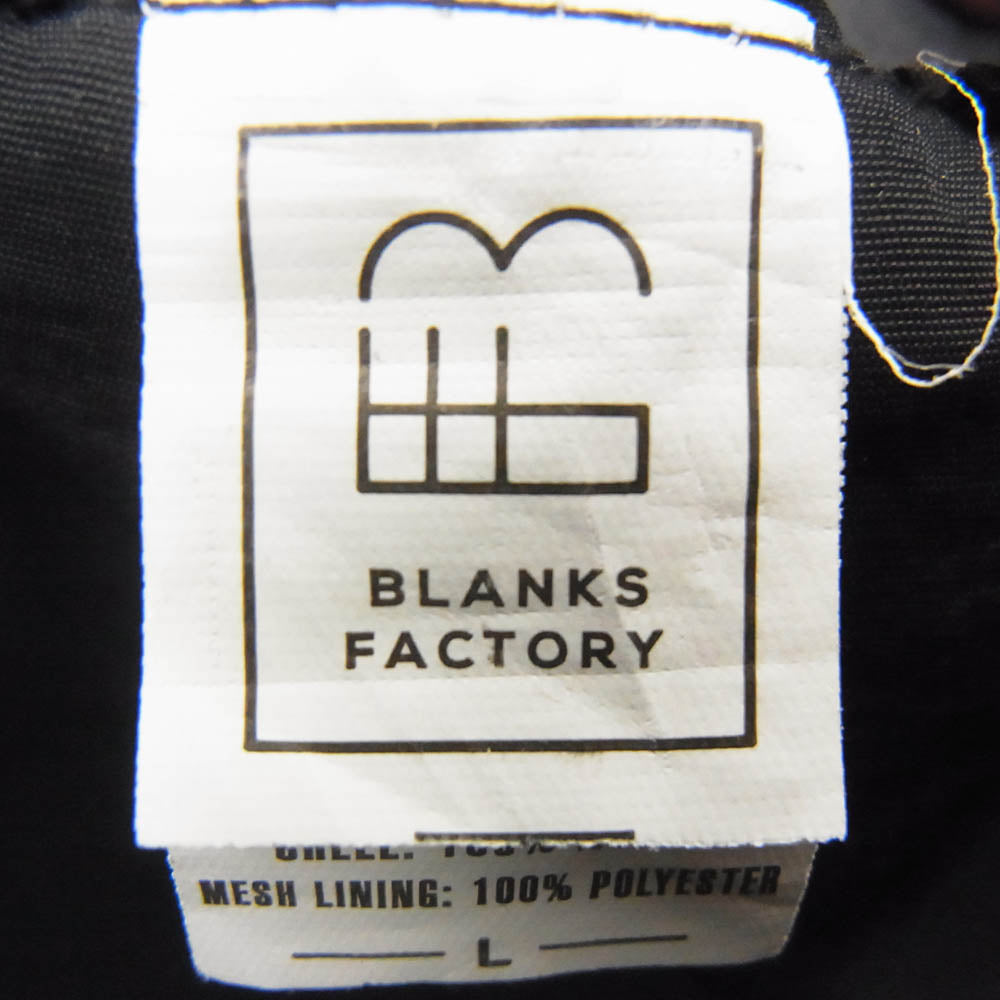 BLANKS
FACTORY
MESH LINING: 100% POLYESTER
L